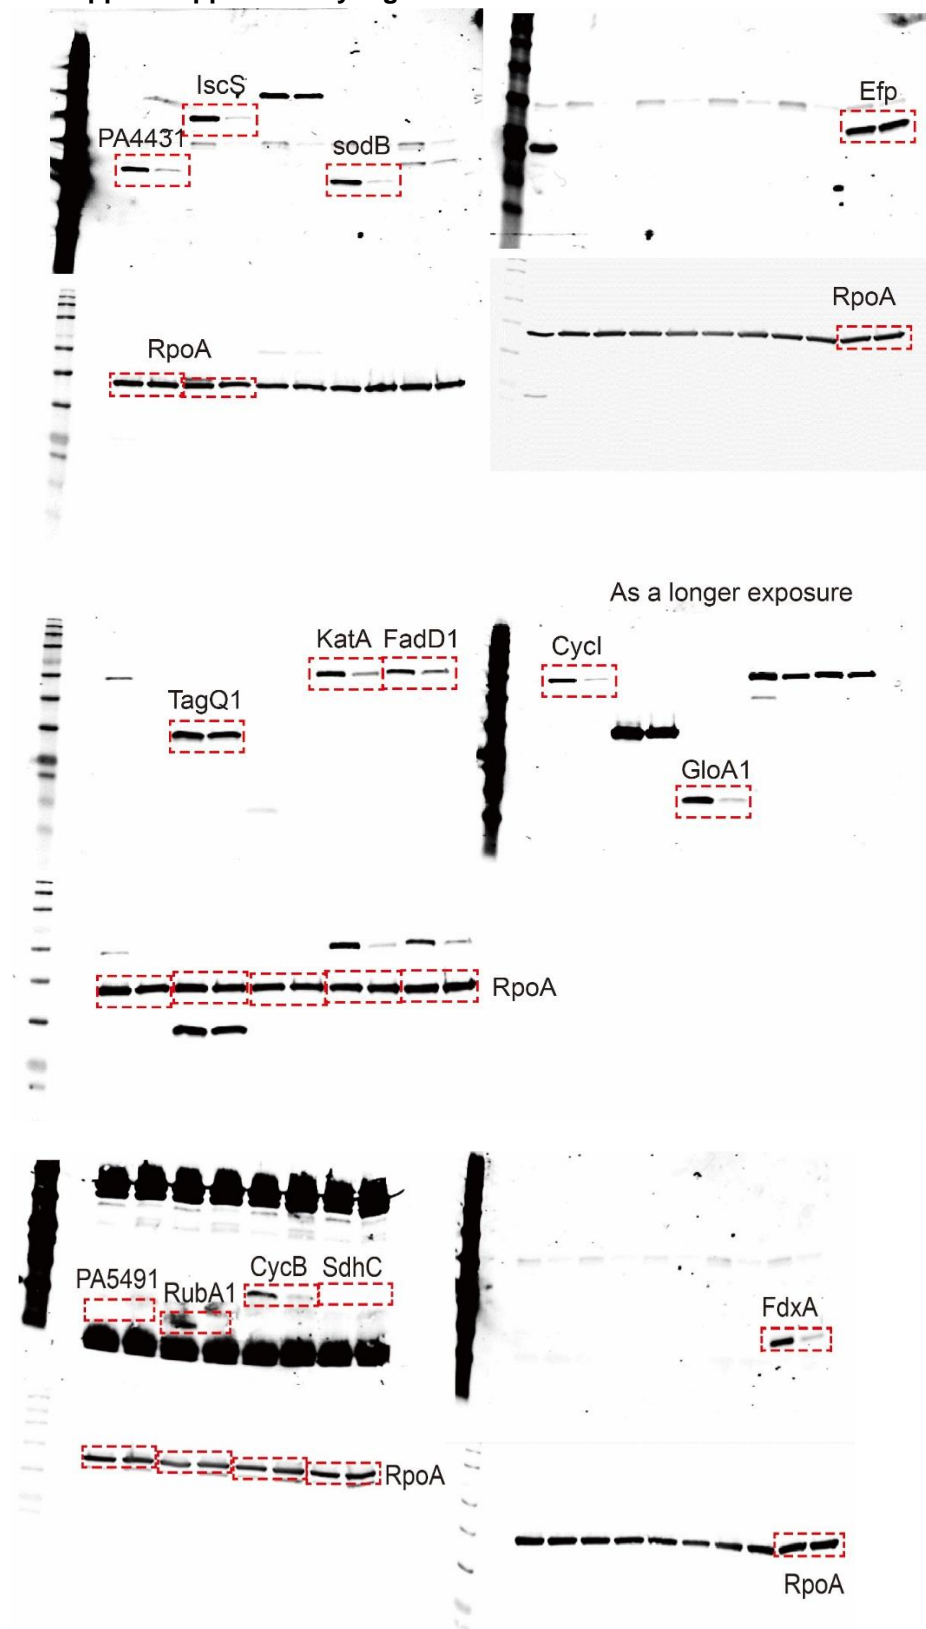 IscS
PA4431
sodB
Efp
RpoA
RpoA
As a longer exposure
KatA FadD1
TagQ1
CycI
GloA1
RpoA
PA5491
RubA1
CycB
SdhC
FdxA
RpoA
RpoA